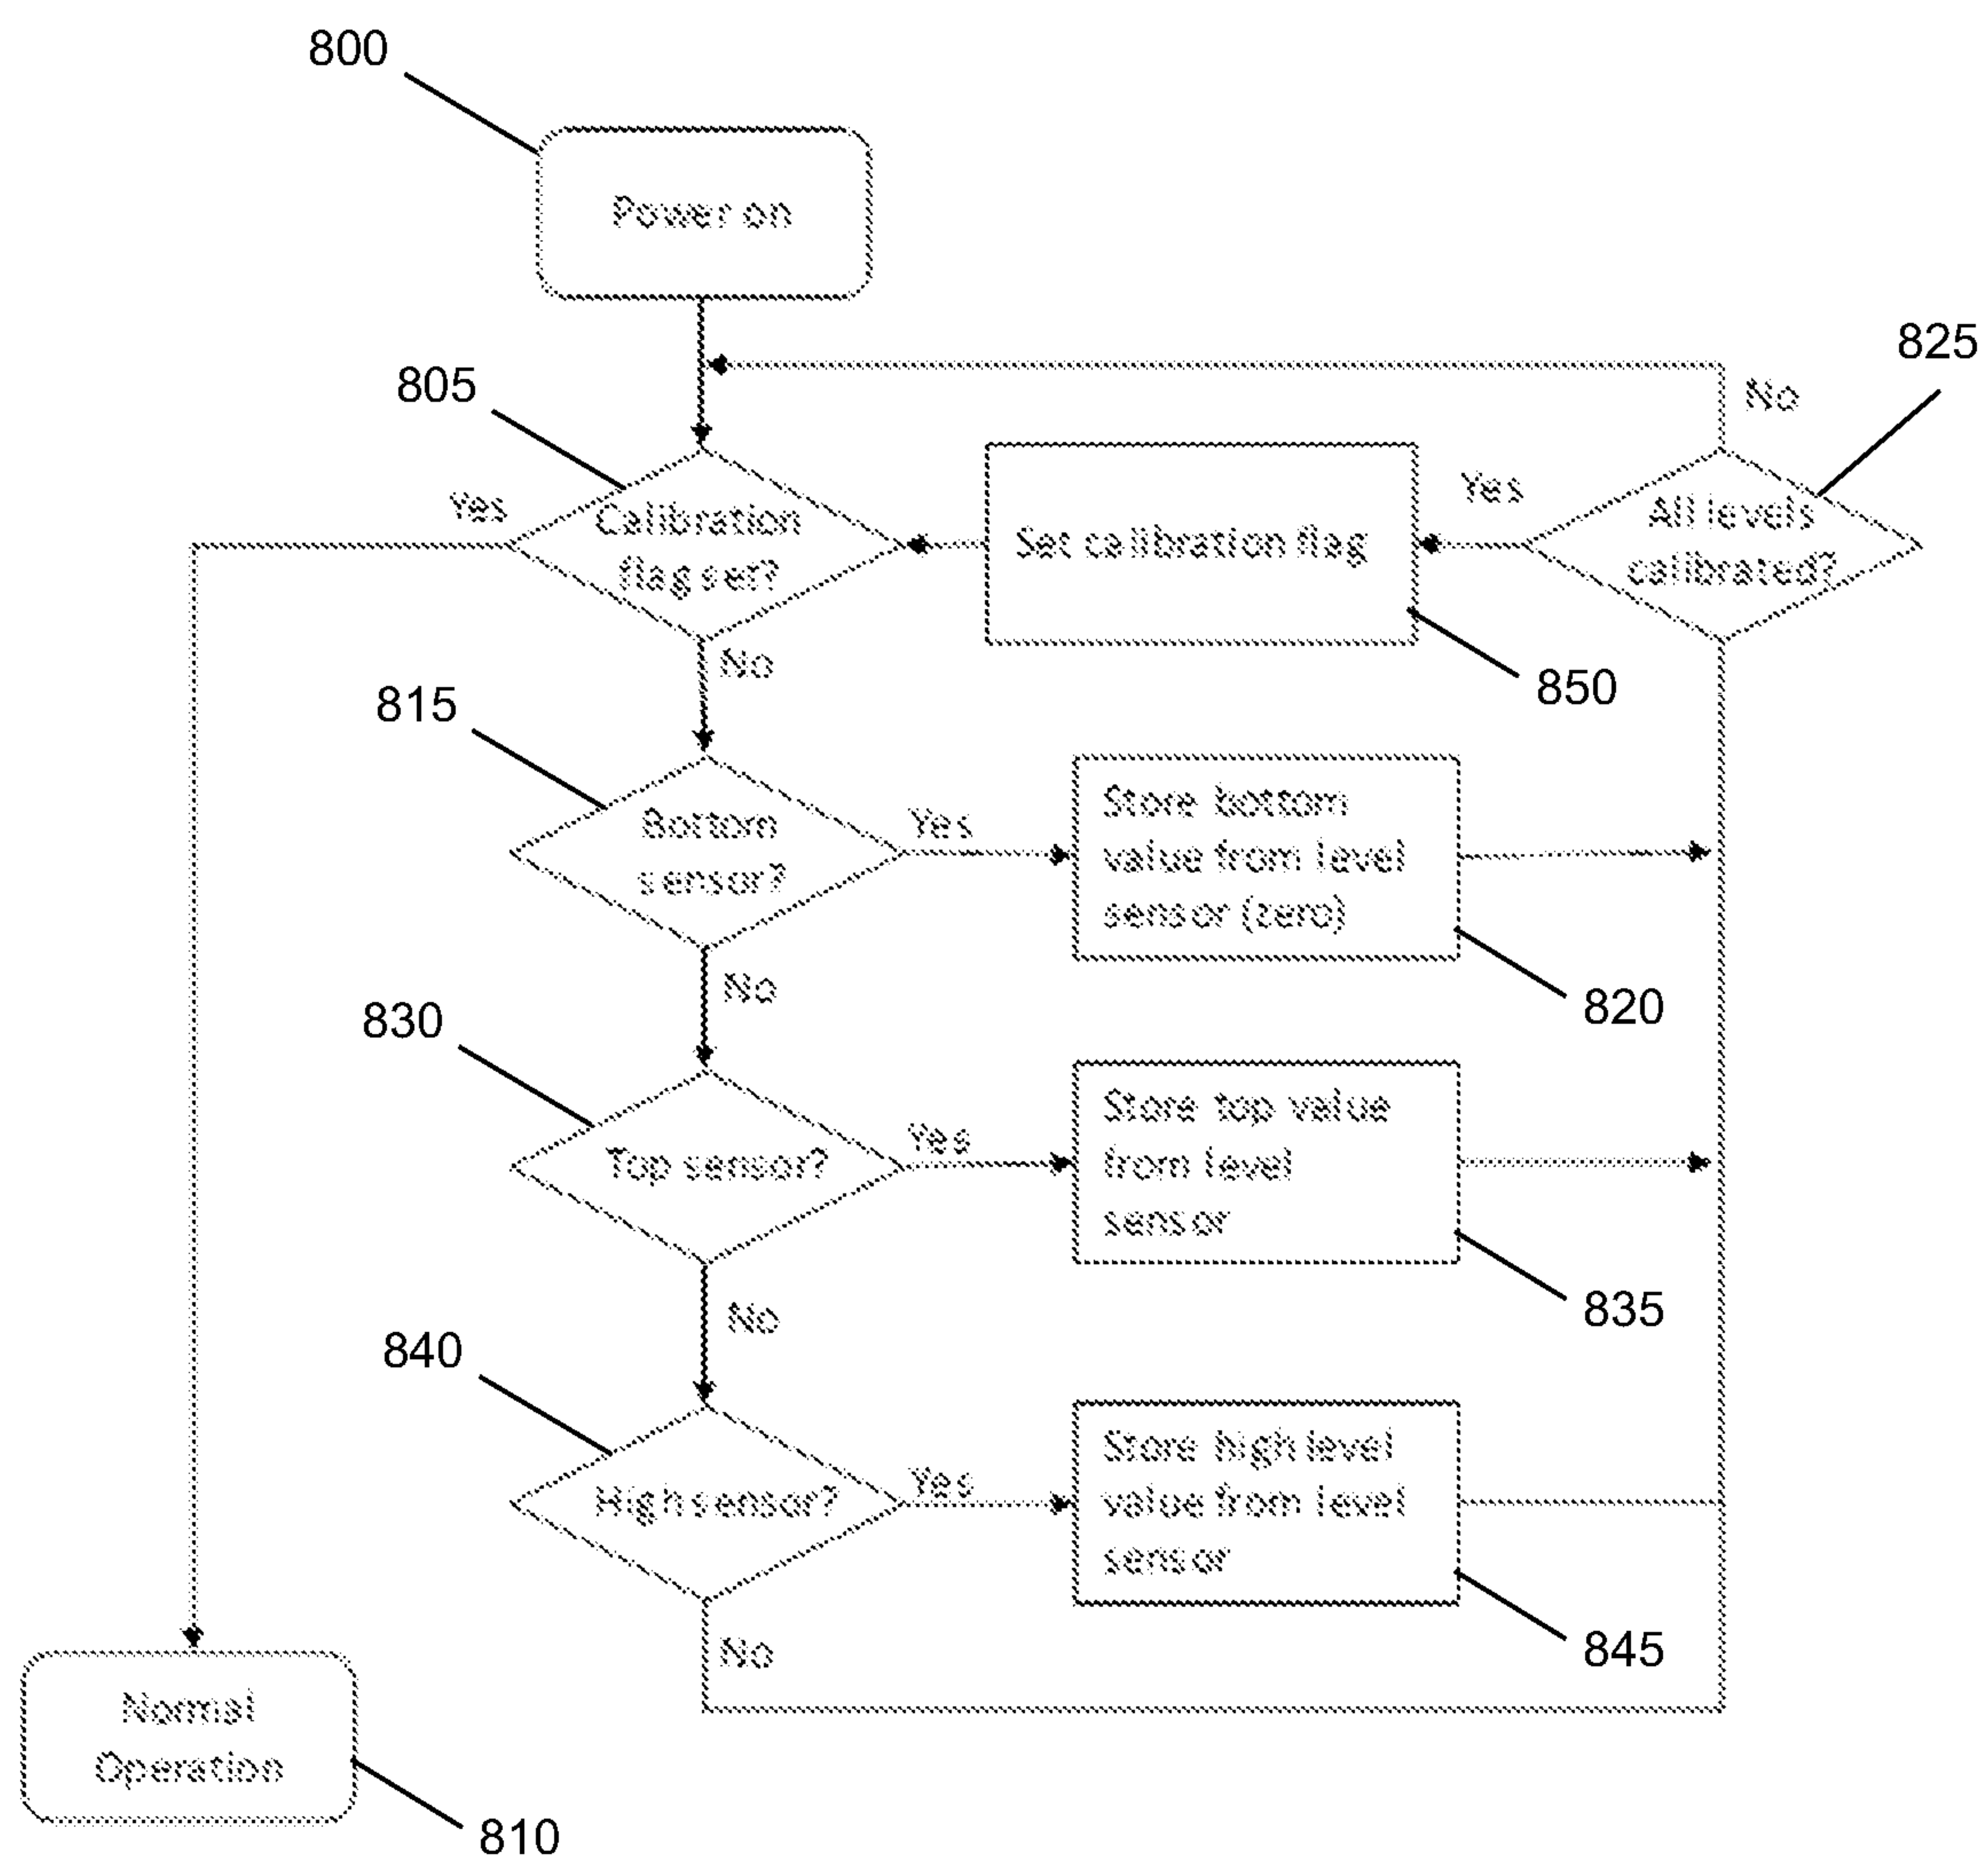 800
Power on
825
No
805
Yes
Calibration
flag set?
Set calibration flag
Yes
All levels
calibrated?
No
850
815
Bottom
sensor?
Yes
Store bottom
value from level
sensor (zero)
820
No
830
Top sensor?
Yes
Store top value
from level
sensor
835
No
840
High sensor?
Yes
Store high level
value from level
sensor
845
No
Normal
Operation
810